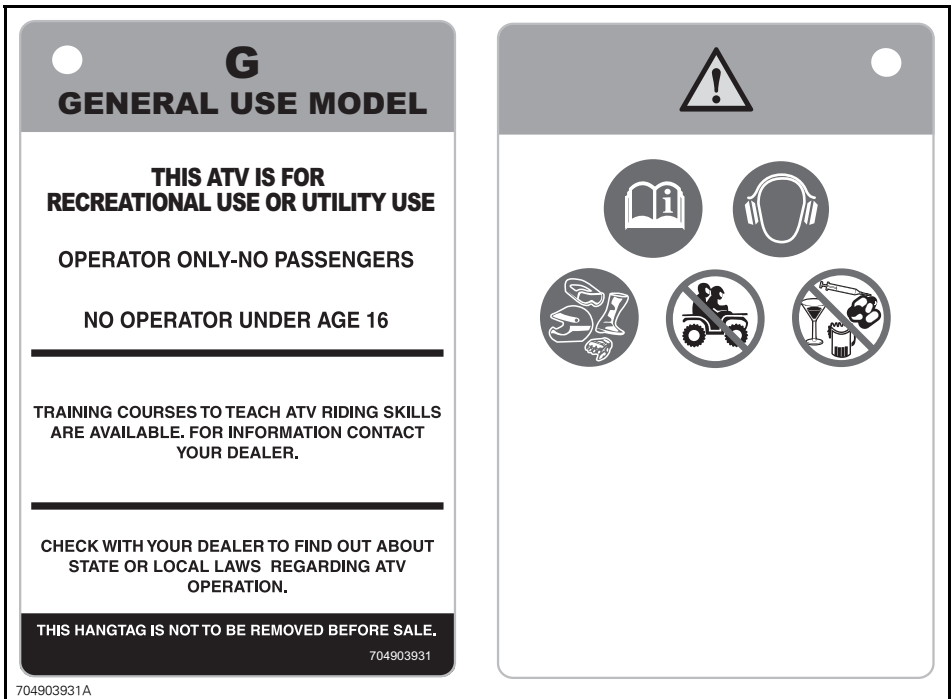 G
GENERAL USE MODEL
THIS ATV IS FOR
RECREATIONAL USE OR UTILITY USE
OPERATOR ONLY-NO PASSENGERS
NO OPERATOR UNDER AGE 16
TRAINING COURSES TO TEACH ATV RIDING SKILLS
ARE AVAILABLE. FOR INFORMATION CONTACT
YOUR DEALER.
CHECK WITH YOUR DEALER TO FIND OUT ABOUT
STATE OR LOCAL LAWS REGARDING ATV
OPERATION.
THIS HANGTAG IS NOT TO BE REMOVED BEFORE SALE.
704903931
704903931A
!
i